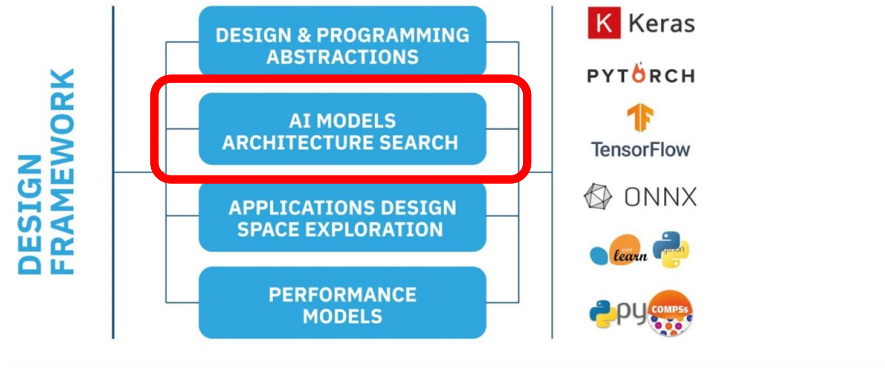 DESIGN
FRAMEWORK
DESIGN & PROGRAMMING
ABSTRACTIONS
AI MODELS
ARCHITECTURE SEARCH
APPLICATIONS DESIGN
SPACE EXPLORATION
PERFORMANCE
MODELS
K Keras
PYTORCH
TensorFlow
ONNX
learn python
py COMPSs